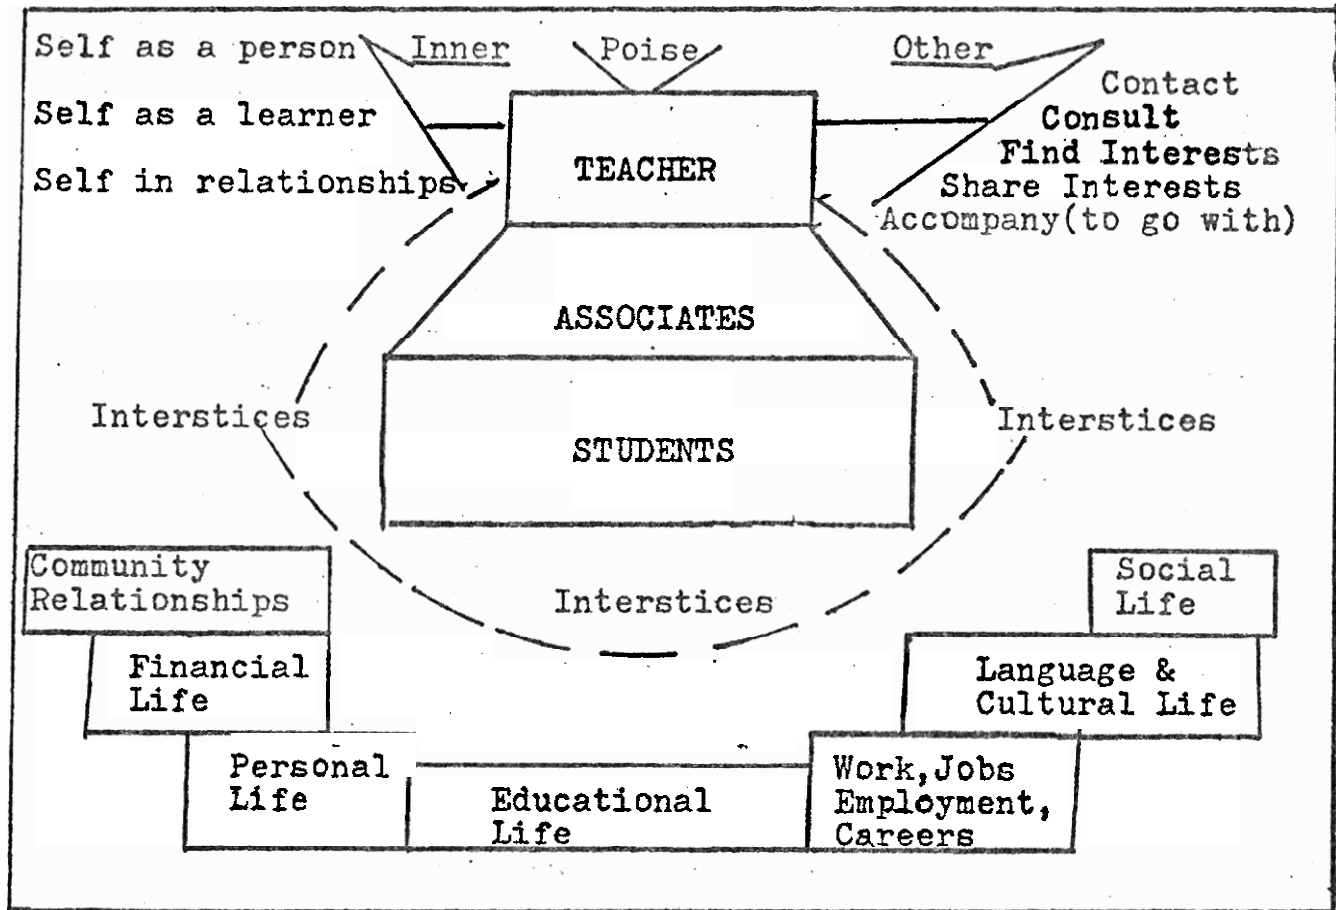 Self as a person
Inner
Poise
Other
Self as a learner
Self in relationships
Contact
Consult
Find Interests
Share Interests
Accompany(to go with)
TEACHER
ASSOCIATES
STUDENTS
Interstices
Interstices
Interstices
Community
Relationships
Financial
Life
Personal
Life
Educational
Life
Work,Jobs
Employment,
Careers
Language &
Cultural Life
Social
Life